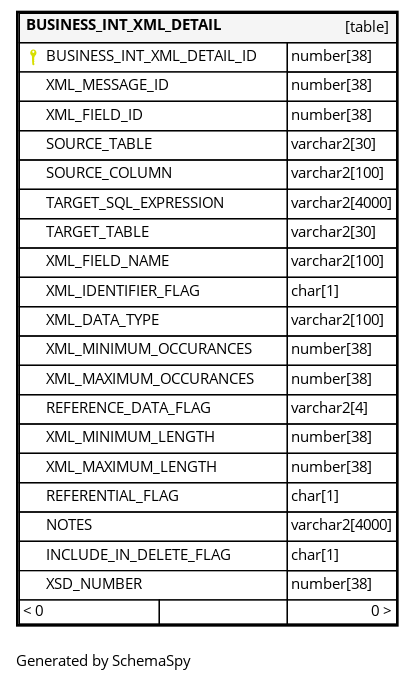 BUSINESS_INT_XML_DETAIL [table]
BUSINESS_INT_XML_DETAIL_ID number[38]
XML_MESSAGE_ID number[38]
XML_FIELD_ID number[38]
SOURCE_TABLE varchar2[30]
SOURCE_COLUMN varchar2[100]
TARGET_SQL_EXPRESSION varchar2[4000]
TARGET_TABLE varchar2[30]
XML_FIELD_NAME varchar2[100]
XML_IDENTIFIER_FLAG char[1]
XML_DATA_TYPE varchar2[100]
XML_MINIMUM_OCCURANCES number[38]
XML_MAXIMUM_OCCURANCES number[38]
REFERENCE_DATA_FLAG varchar2[4]
XML_MINIMUM_LENGTH number[38]
XML_MAXIMUM_LENGTH number[38]
REFERENTIAL_FLAG char[1]
NOTES varchar2[4000]
INCLUDE_IN_DELETE_FLAG char[1]
XSD_NUMBER number[38]
< 0 0 >
Generated by SchemaSpy